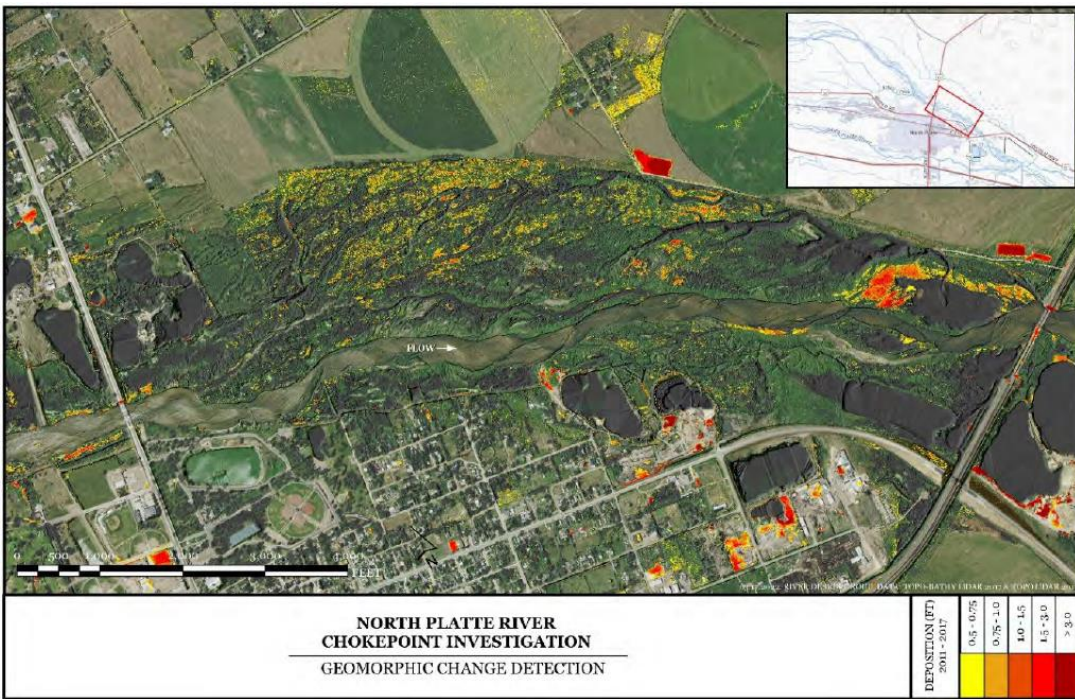 FLOW
0 500 1,000 2,000 3,000 4,000
FEET
N
NORTH PLATTE RIVER
CHOKEPOINT INVESTIGATION
GEOMORPHIC CHANGE DETECTION
DEPOSITION (FT)
2011 - 2017
0.5 - 0.75
0.75 - 1.0
1.0 - 1.5
1.5 - 3.0
> 3.0